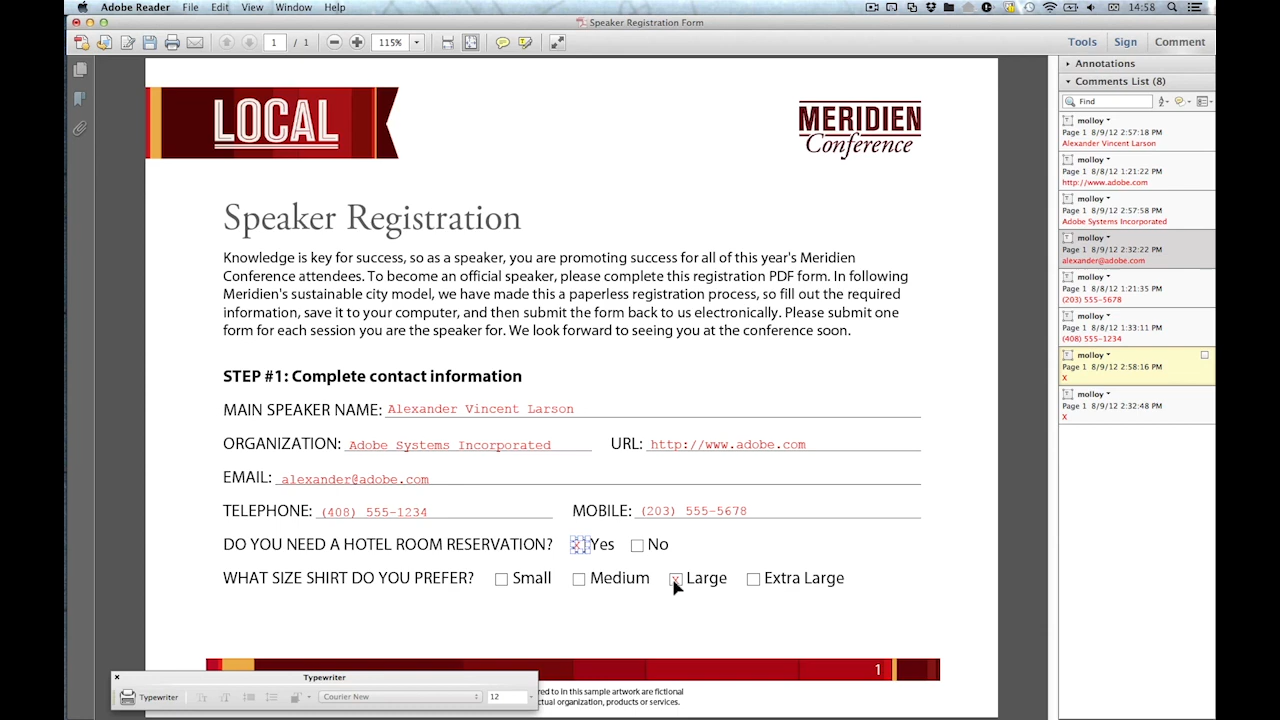 Adobe Reader File Edit View Window Help 14:58
Speaker Registration Form
1 / 1 115% Tools Sign Comment
LOCAL
MERIDIEN
Conference
Speaker Registration
Knowledge is key for success, so as a speaker, you are promoting success for all of this year's Meridien
Conference attendees. To become an official speaker, please complete this registration PDF form. In following
Meridien's sustainable city model, we have made this a paperless registration process, so fill out the required
information, save it to your computer, and then submit the form back to us electronically. Please submit one
form for each session you are the speaker for. We look forward to seeing you at the conference soon.
STEP #1: Complete contact information
MAIN SPEAKER NAME: Alexander Vincent Larson
ORGANIZATION: Adobe Systems Incorporated URL: http://www.adobe.com
EMAIL: alexander@adobe.com
TELEPHONE: (408) 555-1234 MOBILE: (203) 555-5678
DO YOU NEED A HOTEL ROOM RESERVATION? X Yes No
WHAT SIZE SHIRT DO YOU PREFER? Small Medium X Large Extra Large
1
red to in this sample artwork are fictional
ctual organization, products or services.
Typewriter
Typewriter Courier New 12
Annotations
Comments List (8)
Find
molloy
Page 1 8/9/12 2:57:18 PM
Alexander Vincent Larson
molloy
Page 1 8/8/12 1:21:22 PM
http://www.adobe.com
molloy
Page 1 8/9/12 2:57:58 PM
Adobe Systems Incorporated
molloy
Page 1 8/9/12 2:32:22 PM
alexander@adobe.com
molloy
Page 1 8/8/12 1:21:35 PM
(203) 555-5678
molloy
Page 1 8/8/12 1:33:11 PM
(408) 555-1234
molloy
Page 1 8/9/12 2:58:16 PM
X
molloy
Page 1 8/9/12 2:32:48 PM
X